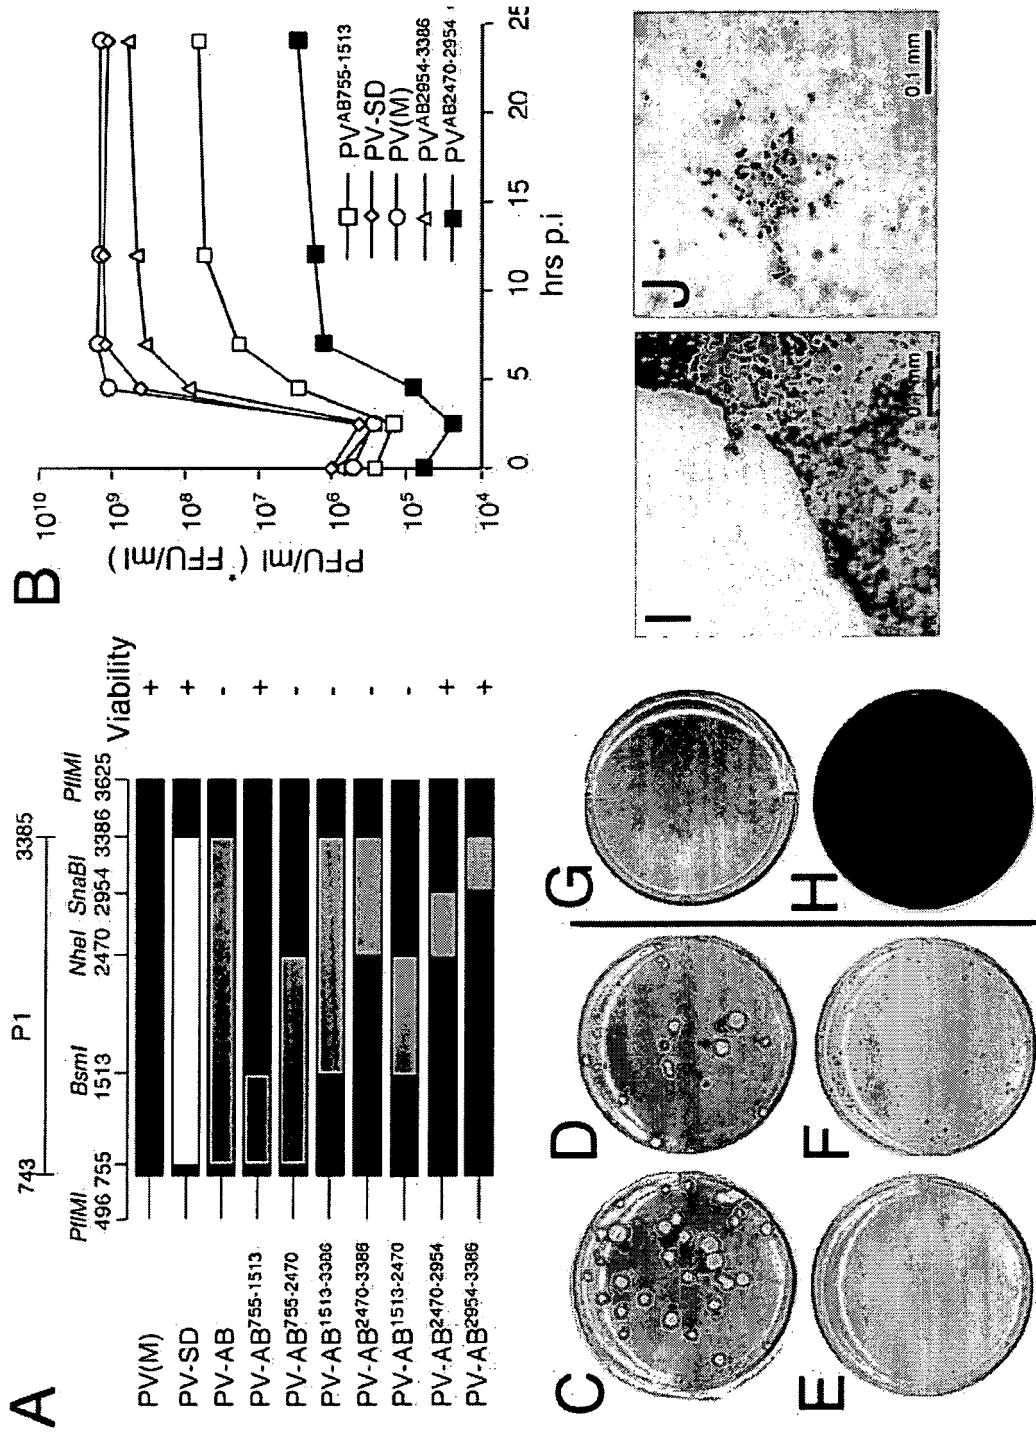 A
743 P1 3385
PflMI BsmI NheI SnaBI PflMI
496 755 1513 2470 2954 3386 3625 Viability
PV(M) +
PV-SD +
PV-AB -
PV-AB755-1513 +
PV-AB755-2470 -
PV-AB1513-3386 -
PV-AB2470-3386 -
PV-AB1513-2470 -
PV-AB2470-2954 +
PV-AB2954-3386 +
B
PFU/ml (*FFU/ml)
10^10
10^9
10^8
10^7
10^6
10^5
10^4
0 5 10 15 20 25
hrs p.i
PVAB755-1513
PV-SD
PV(M)
PVAB2954-3386
PVAB2470-2954
C
D
G
E
F
H
I
0.1 mm
J
0.1 mm